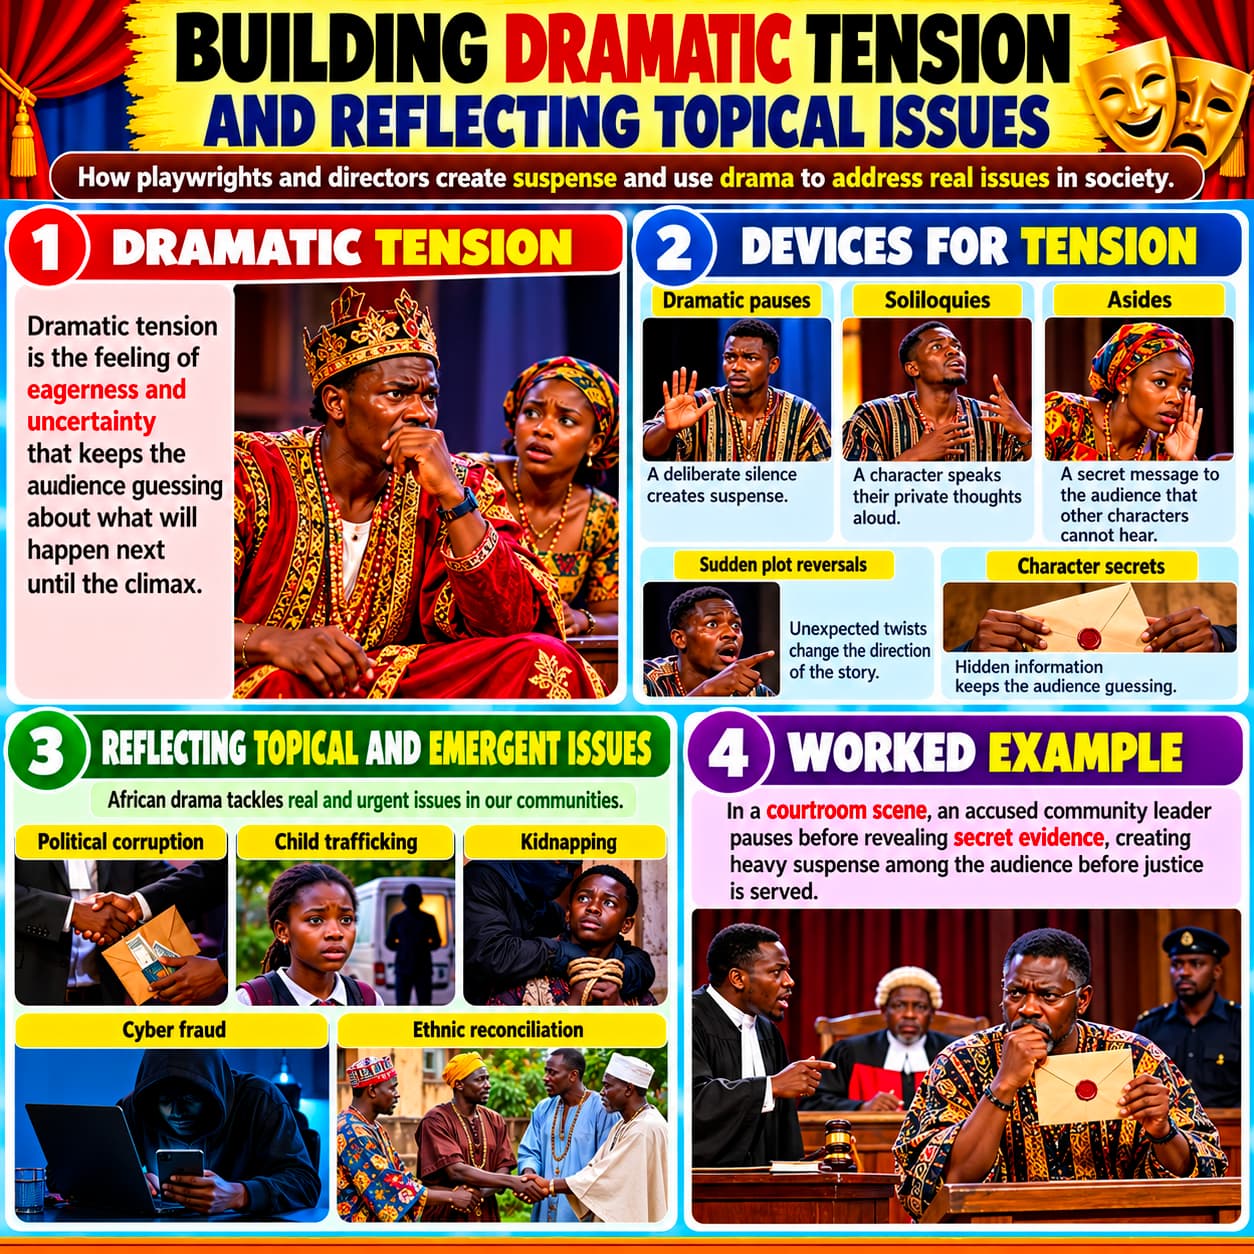 BUILDING DRAMATIC TENSION
AND REFLECTING TOPICAL ISSUES
How playwrights and directors create suspense and use drama to address real issues in society.
1 DRAMATIC TENSION
Dramatic tension
is the feeling of
eagerness and
uncertainty
that keeps the
audience guessing
about what will
happen next
until the climax.
2 DEVICES FOR TENSION
Dramatic pauses
A deliberate silence
creates suspense.
Soliloquies
A character speaks
their private thoughts
aloud.
Asides
A secret message to
the audience that
other characters
cannot hear.
Sudden plot reversals
Unexpected twists
change the direction
of the story.
Character secrets
Hidden information
keeps the audience guessing.
3 REFLECTING TOPICAL AND EMERGENT ISSUES
African drama tackles real and urgent issues in our communities.
Political corruption
Child trafficking
Kidnapping
Cyber fraud
Ethnic reconciliation
4 WORKED EXAMPLE
In a courtroom scene, an accused community leader
pauses before revealing secret evidence, creating
heavy suspense among the audience before justice
is served.